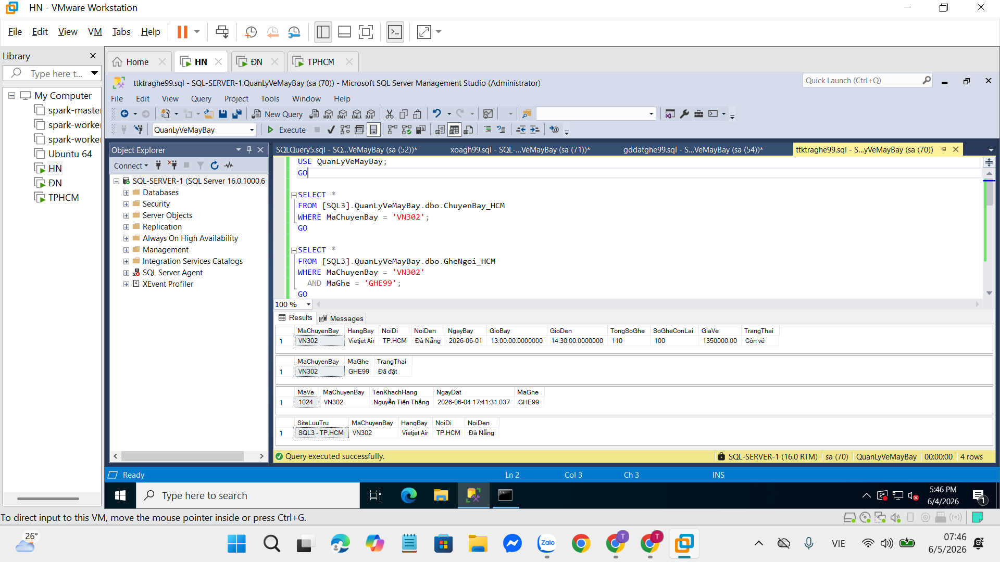 HN - VMware Workstation
File Edit View VM Tabs Help
Library
Type here t...
My Computer
spark-master
spark-worker
spark-worker
Ubuntu 64
HN
ĐN
TPHCM
Home HN ĐN TPHCM
ttktraghe99.sql - SQL-SERVER-1.QuanLyVeMayBay (sa (70)) - Microsoft SQL Server Management Studio (Administrator)
Quick Launch (Ctrl+Q)
File Edit View Query Project Tools Window Help
New Query MDX DMX XMLA DAX
QuanLyVeMayBay Execute
Object Explorer
Connect
SQL-SERVER-1 (SQL Server 16.0.1000.6
Databases
Security
Server Objects
Replication
Always On High Availability
Management
Integration Services Catalogs
SQL Server Agent
XEvent Profiler
SQLQuery5.sql - SQ...VeMayBay (sa (52))* xoagh99.sql - SQL-...VeMayBay (sa (71))* gddatghe99.sql - S...VeMayBay (sa (54))* ttktraghe99.sql - S...yVeMayBay (sa (70))
USE QuanLyVeMayBay;
GO
SELECT *
FROM [SQL3].QuanLyVeMayBay.dbo.ChuyenBay_HCM
WHERE MaChuyenBay = 'VN302';
GO
SELECT *
FROM [SQL3].QuanLyVeMayBay.dbo.GheNgoi_HCM
WHERE MaChuyenBay = 'VN302'
AND MaGhe = 'GHE99';
GO
100 %
Results Messages
MaChuyenBay HangBay NoiDi NoiDen NgayBay GioBay GioDen TongSoGhe SoGheConLai GiaVe TrangThai
1 VN302 Vietjet Air TP.HCM Đà Nẵng 2026-06-01 13:00:00.0000000 14:30:00.0000000 110 100 1350000.00 Còn vé
MaChuyenBay MaGhe TrangThai
1 VN302 GHE99 Đã đặt
MaVe MaChuyenBay TenKhachHang NgayDat MaGhe
1 1024 VN302 Nguyễn Tiến Thắng 2026-06-04 17:41:31.037 GHE99
SiteLuuTru MaChuyenBay HangBay NoiDi NoiDen
1 SQL3 - TP.HCM VN302 Vietjet Air TP.HCM Đà Nẵng
Query executed successfully. SQL-SERVER-1 (16.0 RTM) sa (70) QuanLyVeMayBay 00:00:00 4 rows
Ready Ln 2 Col 3 Ch 3 INS
Type here to search
5:46 PM
6/4/2026
1
To direct input to this VM, move the mouse pointer inside or press Ctrl+G.
26°
Zalo
T
T
VIE
07:46
6/5/2026